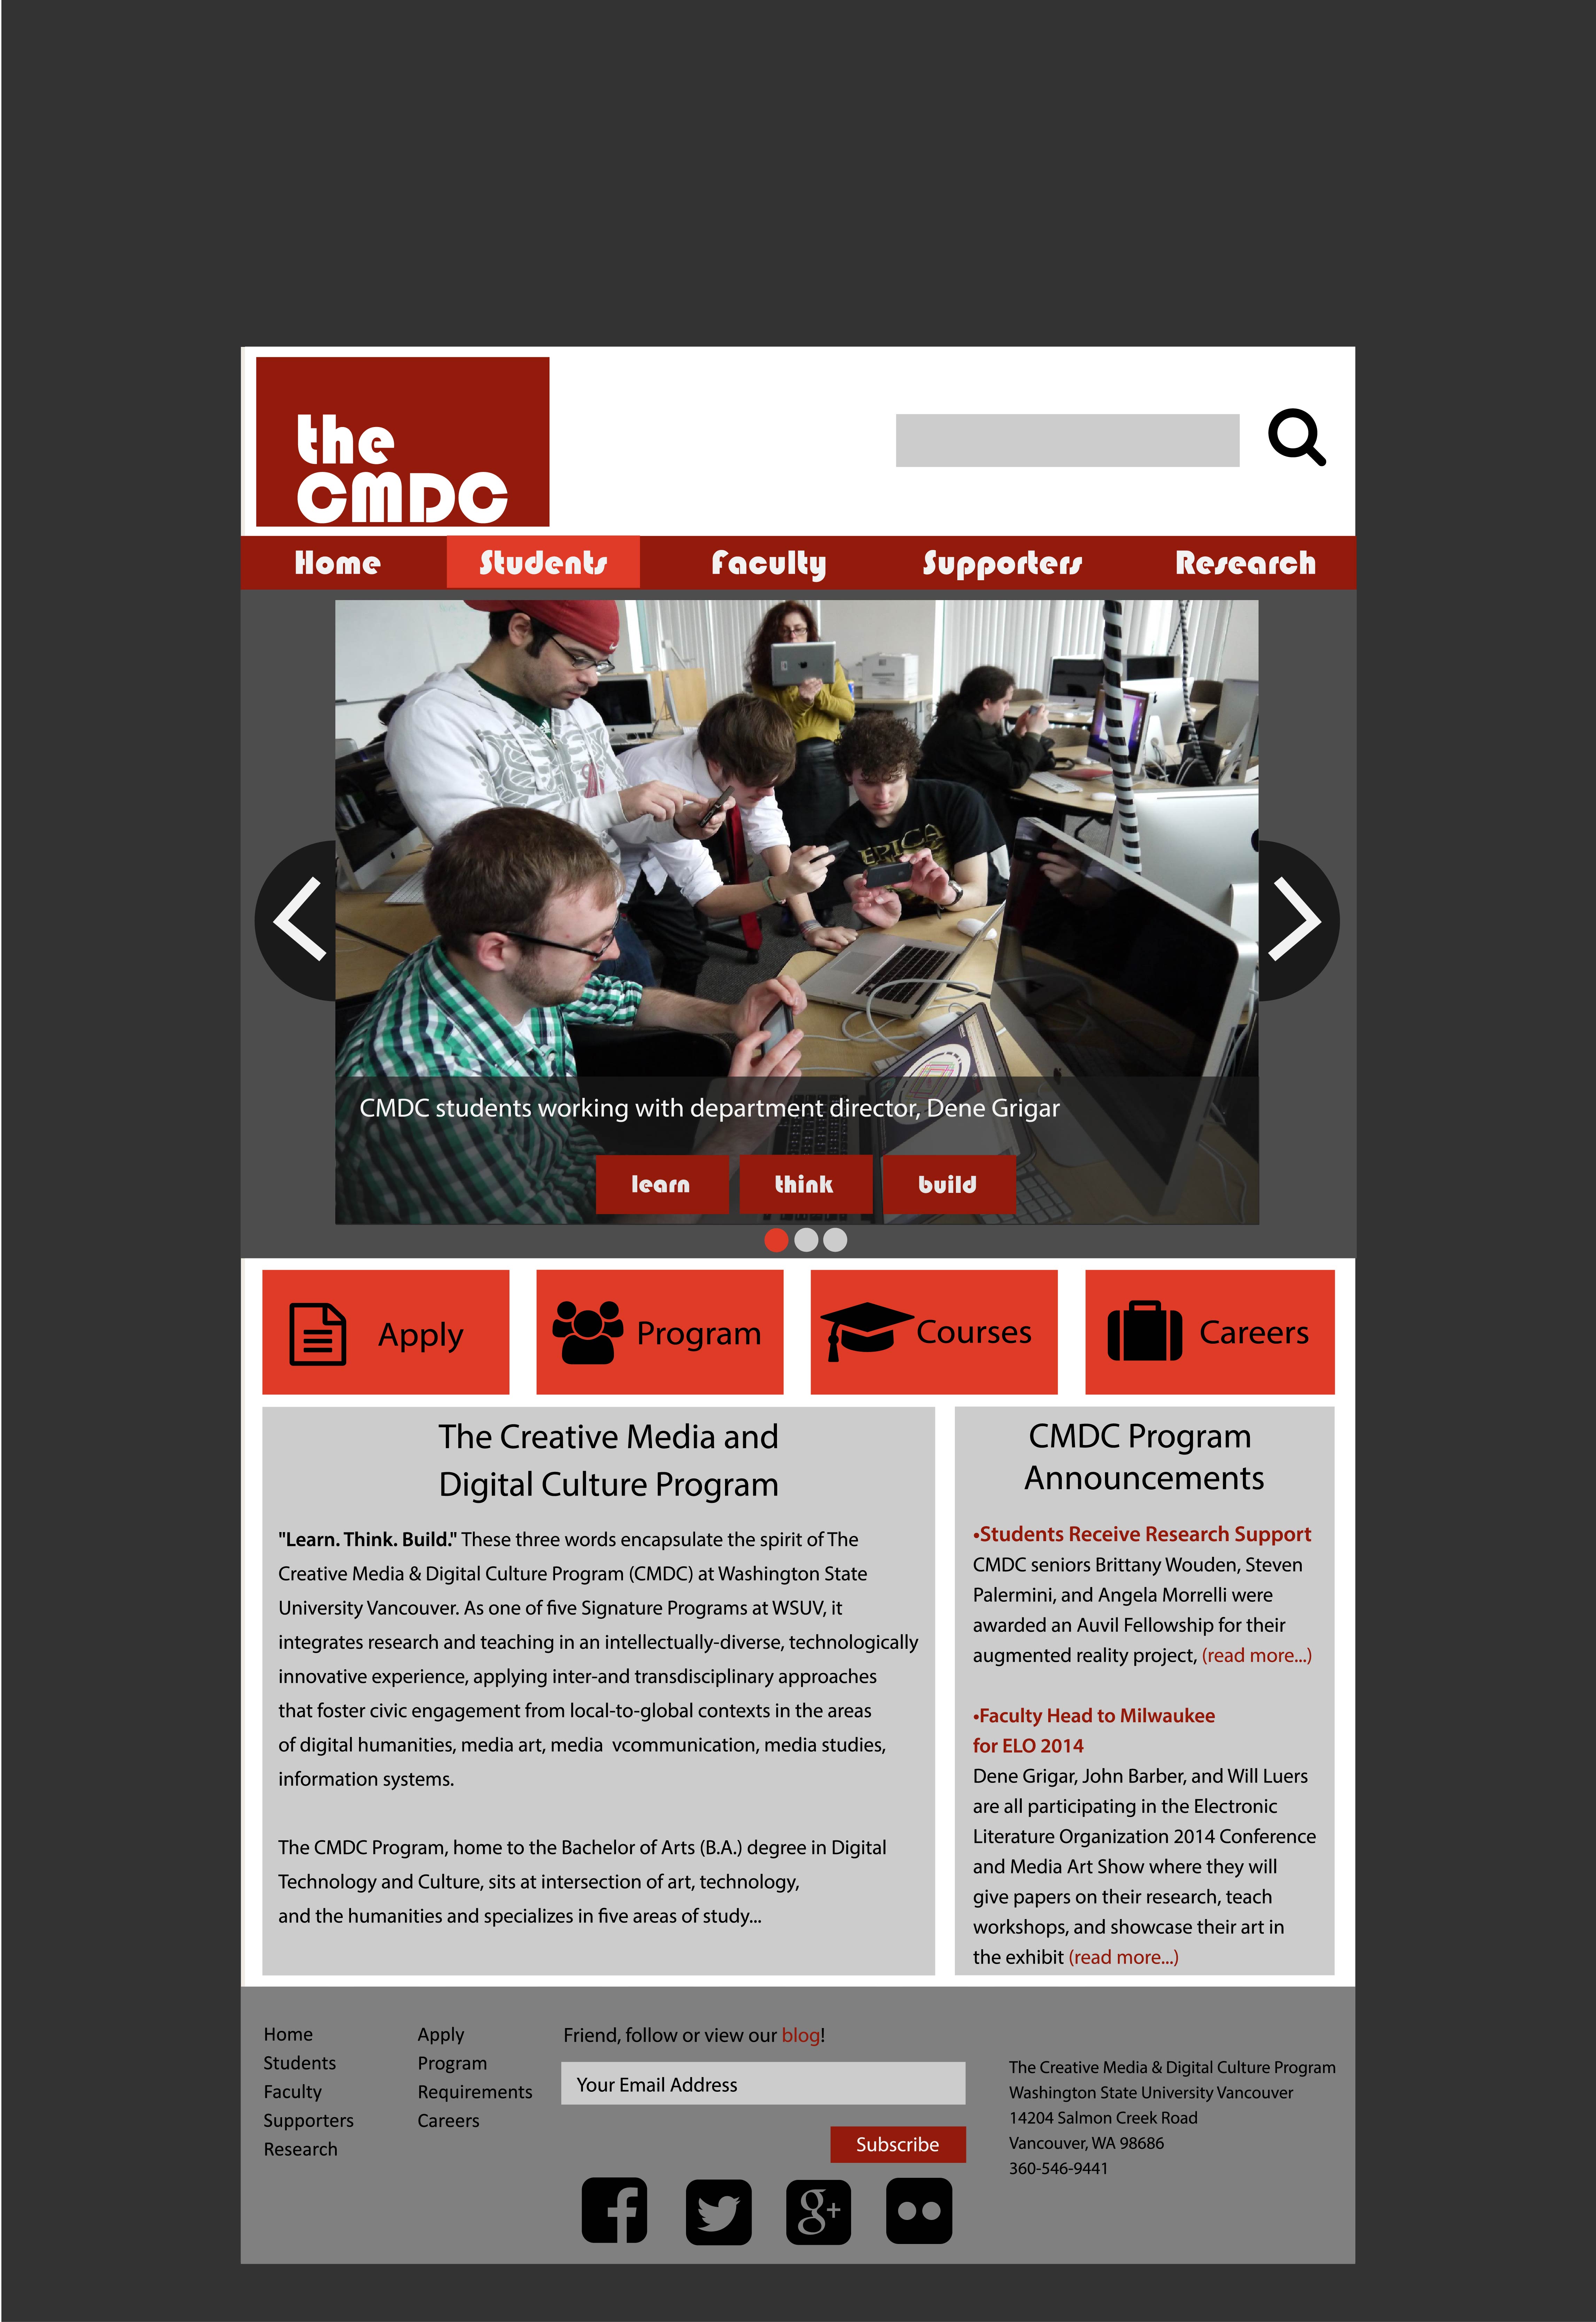 the
CMDC
Home Students Faculty Supporters Research
EPICA
CMDC students working with department director, Dene Grigar
learn think build
Apply Program Courses Careers
The Creative Media and
Digital Culture Program
"Learn. Think. Build." These three words encapsulate the spirit of The
Creative Media & Digital Culture Program (CMDC) at Washington State
University Vancouver. As one of five Signature Programs at WSUV, it
integrates research and teaching in an intellectually-diverse, technologically
innovative experience, applying inter-and transdisciplinary approaches
that foster civic engagement from local-to-global contexts in the areas
of digital humanities, media art, media  vcommunication, media studies,
information systems.
The CMDC Program, home to the Bachelor of Arts (B.A.) degree in Digital
Technology and Culture, sits at intersection of art, technology,
and the humanities and specializes in five areas of study...
CMDC Program
Announcements
•Students Receive Research Support
CMDC seniors Brittany Wouden, Steven
Palermini, and Angela Morrelli were
awarded an Auvil Fellowship for their
augmented reality project, (read more...)
•Faculty Head to Milwaukee
for ELO 2014
Dene Grigar, John Barber, and Will Luers
are all participating in the Electronic
Literature Organization 2014 Conference
and Media Art Show where they will
give papers on their research, teach
workshops, and showcase their art in
the exhibit (read more...)
Home
Students
Faculty
Supporters
Research
Apply
Program
Requirements
Careers
Friend, follow or view our blog!
Your Email Address
Subscribe
f
g+
The Creative Media & Digital Culture Program
Washington State University Vancouver
14204 Salmon Creek Road
Vancouver, WA 98686
360-546-9441